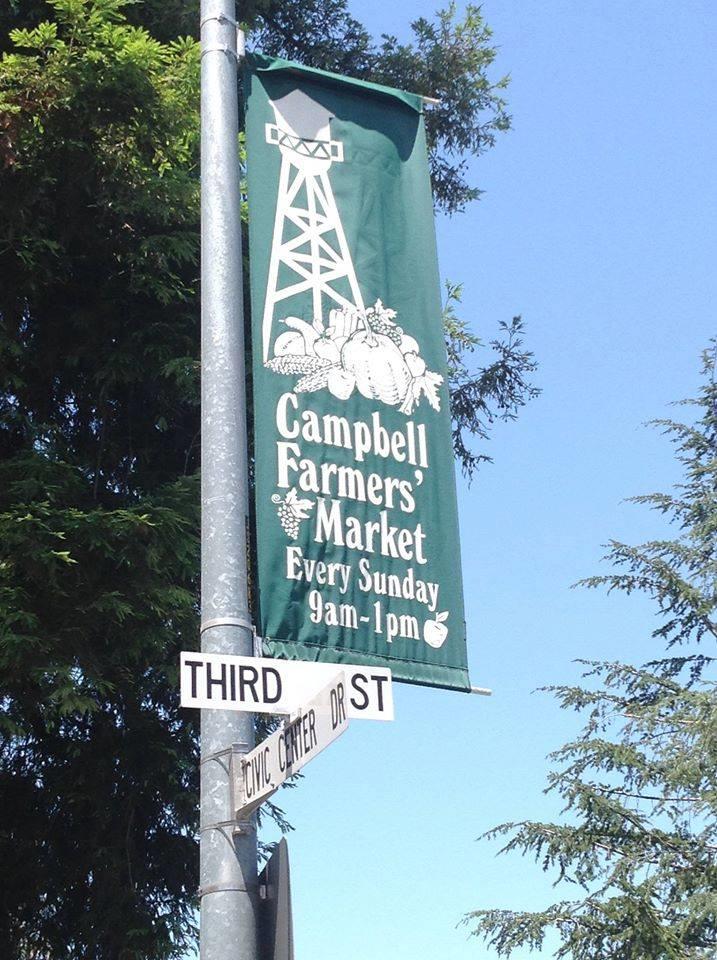 Campbell
Farmers'
Market
Every Sunday
9am-1pm
THIRD ST
CIVIC CENTER DR